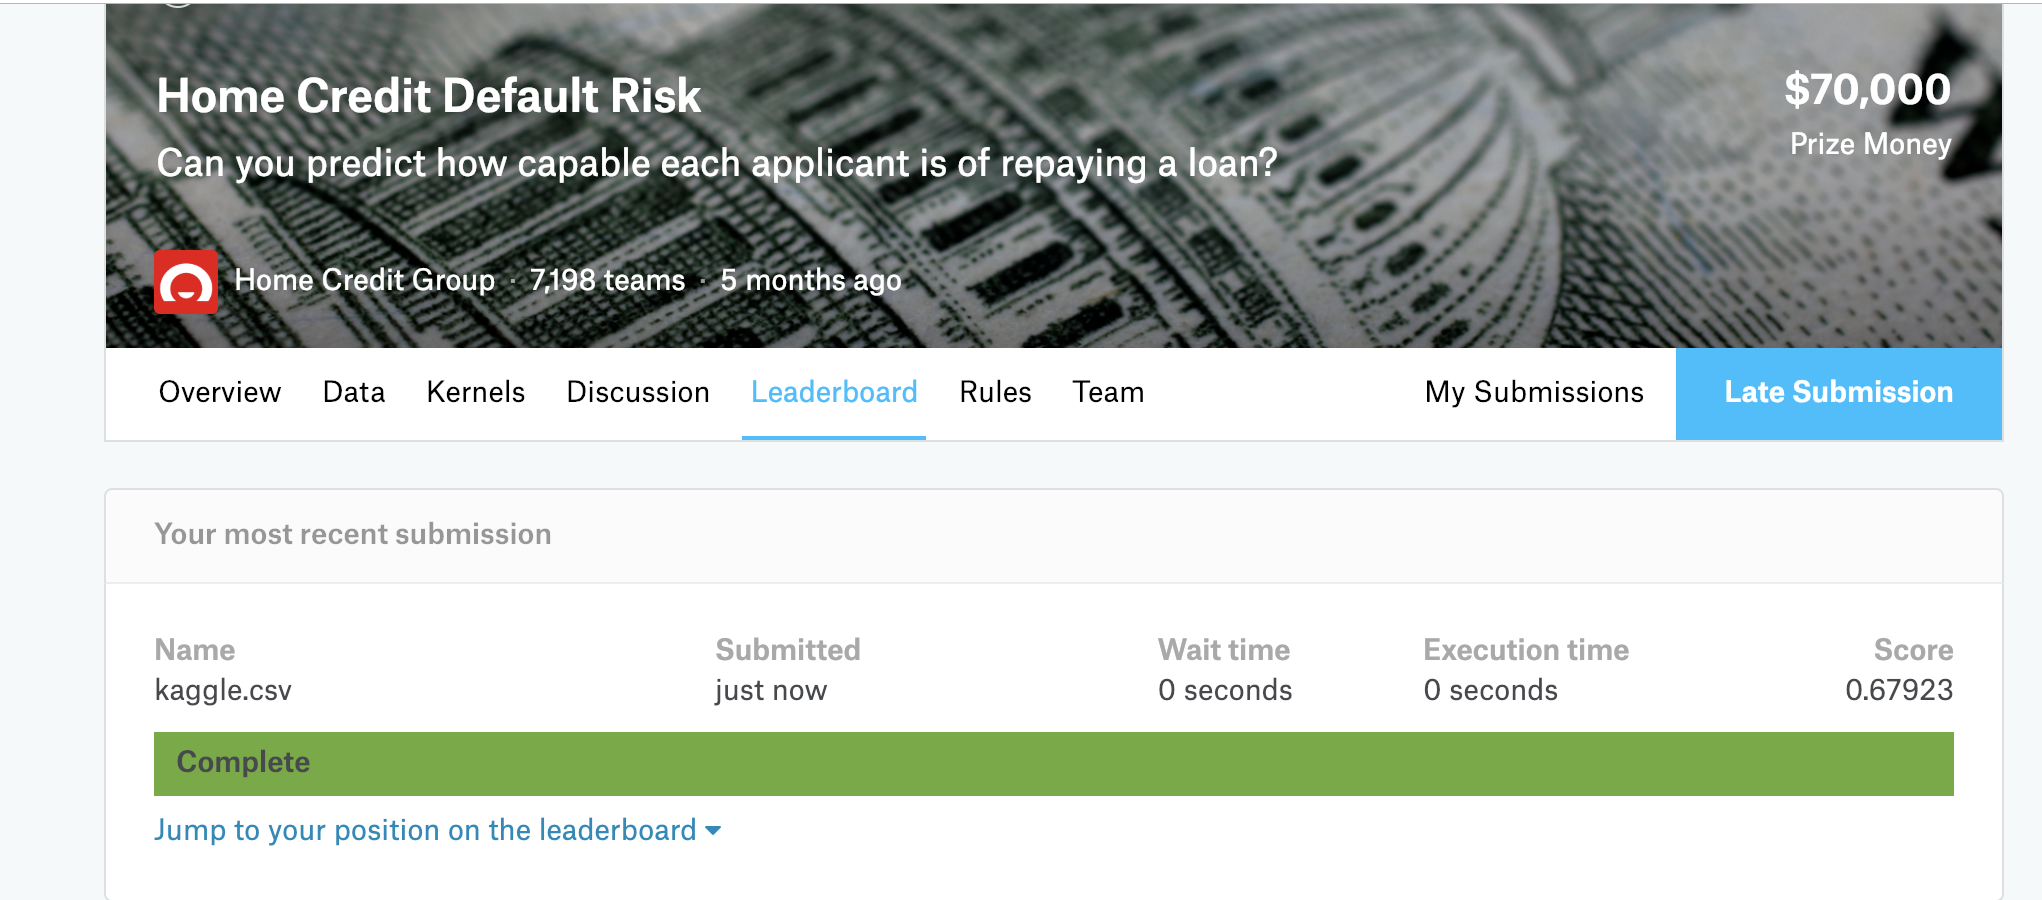 Home Credit Default Risk
$70,000
Can you predict how capable each applicant is of repaying a loan?
Prize Money
Home Credit Group · 7,198 teams · 5 months ago
Overview Data Kernels Discussion Leaderboard Rules Team My Submissions Late Submission
Your most recent submission
Name Submitted Wait time Execution time Score
kaggle.csv just now 0 seconds 0 seconds 0.67923
Complete
Jump to your position on the leaderboard